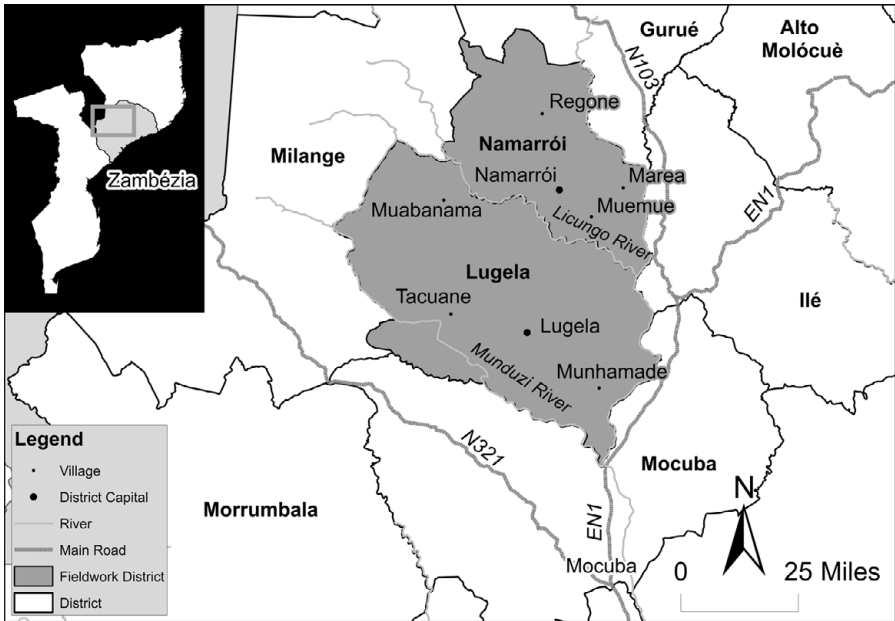 Zambézia
Gurué
Alto
Molócuè
N103
Regone
Namarrói
Milange
Namarrói
Marea
Muabanama
Muemue
Licungo River
EN1
Lugela
Ilé
Tacuane
Lugela
Munduzi River
Munhamade
N321
Mocuba
Morrumbala
EN1
Mocuba
N
0 25 Miles
Legend
Village
District Capital
River
Main Road
Fieldwork District
District